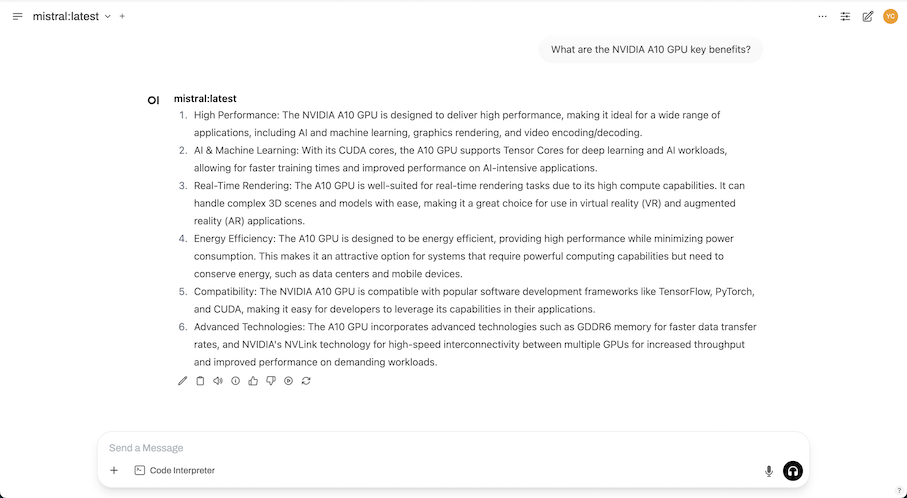 mistral:latest
YC
What are the NVIDIA A10 GPU key benefits?
OI mistral:latest
1. High Performance: The NVIDIA A10 GPU is designed to deliver high performance, making it ideal for a wide range of
applications, including AI and machine learning, graphics rendering, and video encoding/decoding.
2. AI & Machine Learning: With its CUDA cores, the A10 GPU supports Tensor Cores for deep learning and AI workloads,
allowing for faster training times and improved performance on AI-intensive applications.
3. Real-Time Rendering: The A10 GPU is well-suited for real-time rendering tasks due to its high compute capabilities. It can
handle complex 3D scenes and models with ease, making it a great choice for use in virtual reality (VR) and augmented
reality (AR) applications.
4. Energy Efficiency: The A10 GPU is designed to be energy efficient, providing high performance while minimizing power
consumption. This makes it an attractive option for systems that require powerful computing capabilities but need to
conserve energy, such as data centers and mobile devices.
5. Compatibility: The NVIDIA A10 GPU is compatible with popular software development frameworks like TensorFlow, PyTorch,
and CUDA, making it easy for developers to leverage its capabilities in their applications.
6. Advanced Technologies: The A10 GPU incorporates advanced technologies such as GDDR6 memory for faster data transfer
rates, and NVIDIA's NVLink technology for high-speed interconnectivity between multiple GPUs for increased throughput
and improved performance on demanding workloads.
Send a Message
Code Interpreter
?